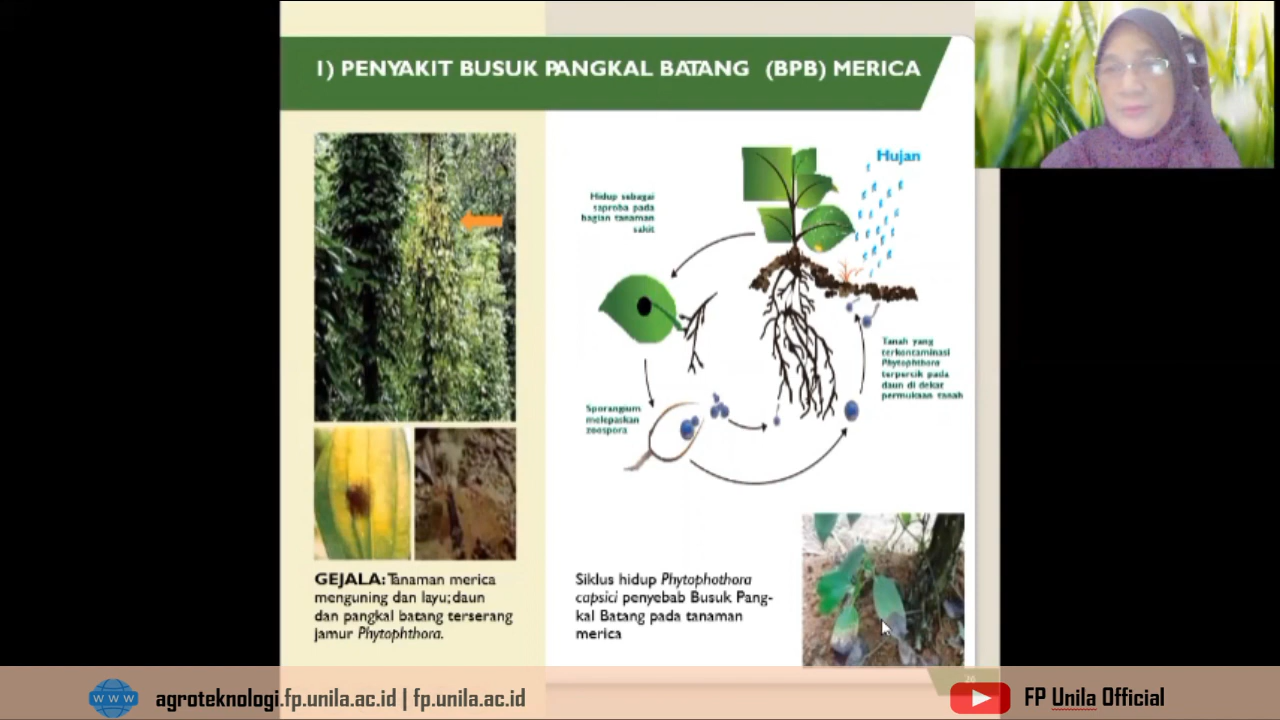 1) PENYAKIT BUSUK PANGKAL BATANG (BPB) MERICA
Hujan
Hidup sebagai
saproba pada
bagian tanaman
sakit
Tanah yang
terkontaminasi
Phytophthora
terpercik pada
daun di dekat
permukaan tanah
Sporangium
melepaskan
zoospora
GEJALA: Tanaman merica
menguning dan layu; daun
dan pangkal batang terserang
jamur Phytophthora.
Siklus hidup Phytophothora
capsici penyebab Busuk Pang-
kal Batang pada tanaman
merica
26
WWW
agroteknologi.fp.unila.ac.id | fp.unila.ac.id
FP Unila Official